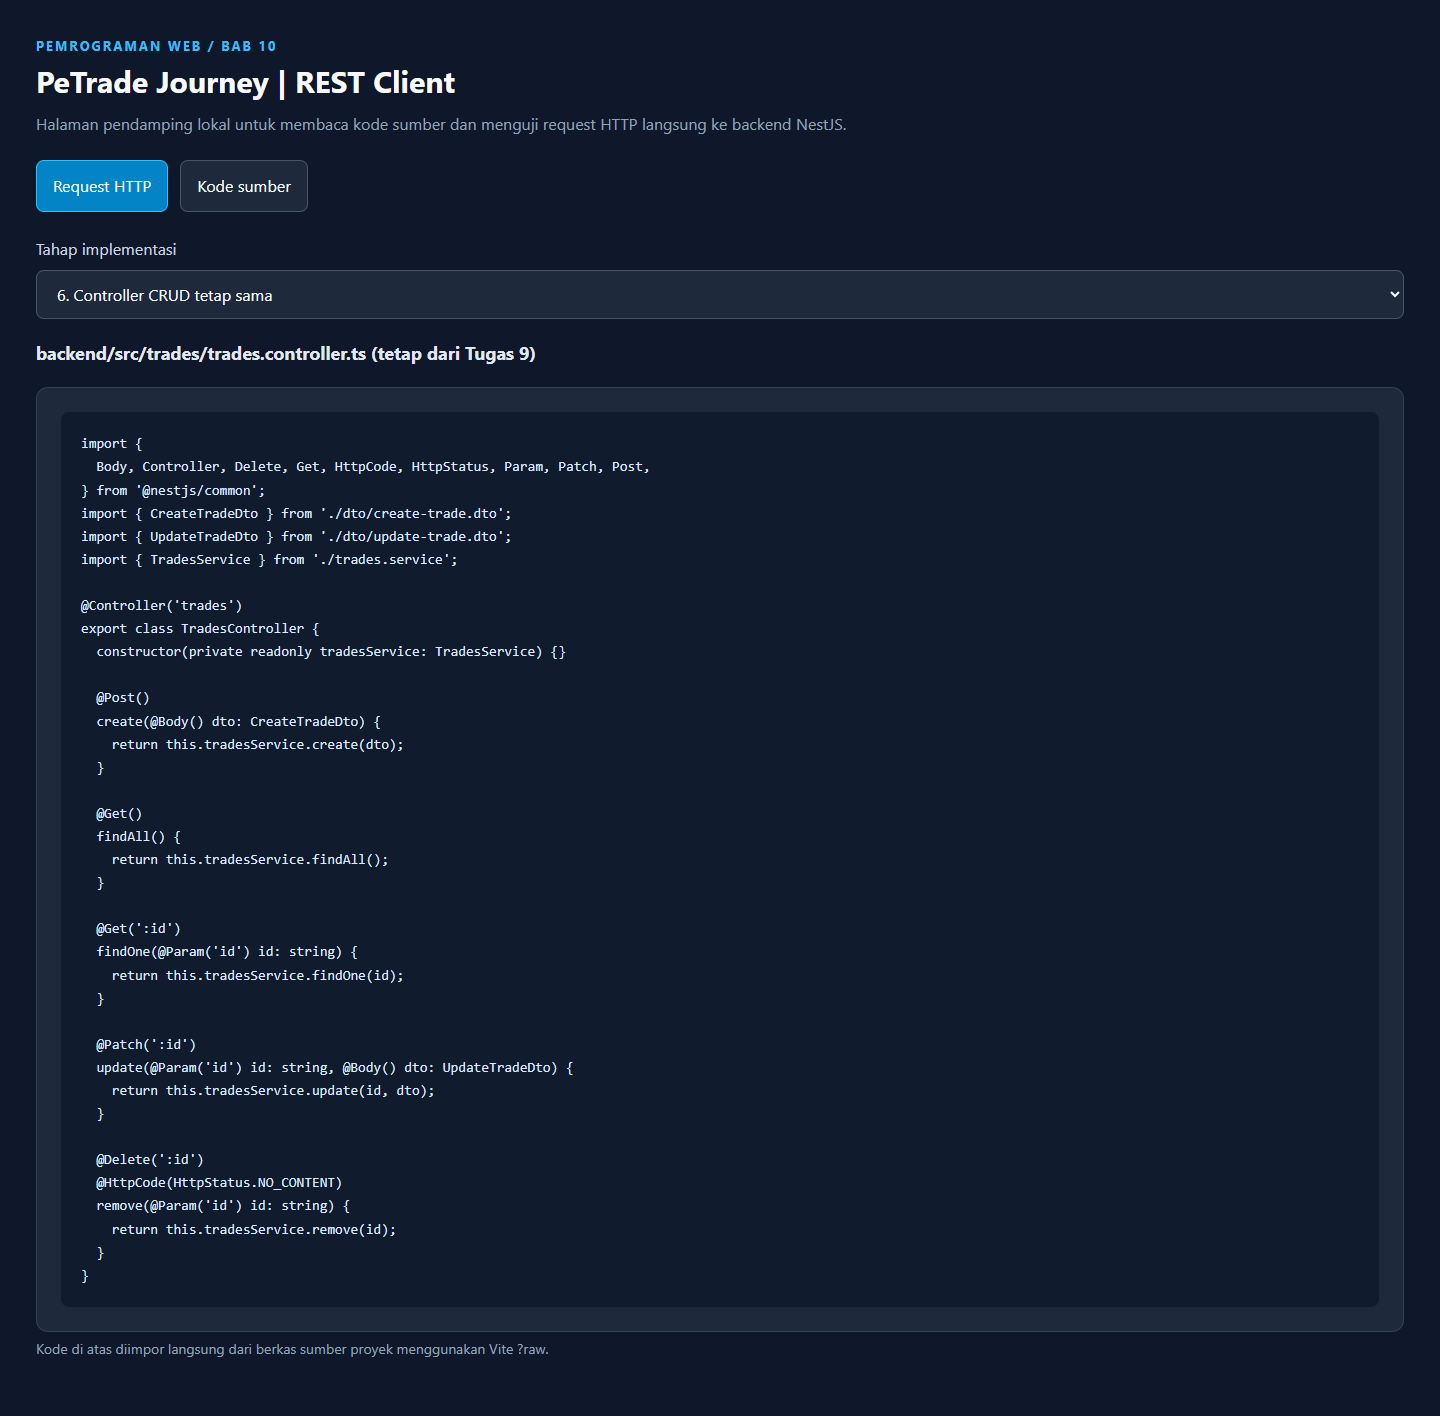 PEMROGRAMAN WEB / BAB 10
PeTrade Journey | REST Client
Halaman pendamping lokal untuk membaca kode sumber dan menguji request HTTP langsung ke backend NestJS.
Request HTTP
Kode sumber
Tahap implementasi
6. Controller CRUD tetap sama
backend/src/trades/trades.controller.ts (tetap dari Tugas 9)
import {
  Body, Controller, Delete, Get, HttpCode, HttpStatus, Param, Patch, Post,
} from '@nestjs/common';
import { CreateTradeDto } from './dto/create-trade.dto';
import { UpdateTradeDto } from './dto/update-trade.dto';
import { TradesService } from './trades.service';

@Controller('trades')
export class TradesController {
  constructor(private readonly tradesService: TradesService) {}

  @Post()
  create(@Body() dto: CreateTradeDto) {
    return this.tradesService.create(dto);
  }

  @Get()
  findAll() {
    return this.tradesService.findAll();
  }

  @Get(':id')
  findOne(@Param('id') id: string) {
    return this.tradesService.findOne(id);
  }

  @Patch(':id')
  update(@Param('id') id: string, @Body() dto: UpdateTradeDto) {
    return this.tradesService.update(id, dto);
  }

  @Delete(':id')
  @HttpCode(HttpStatus.NO_CONTENT)
  remove(@Param('id') id: string) {
    return this.tradesService.remove(id);
  }
}
Kode di atas diimpor langsung dari berkas sumber proyek menggunakan Vite ?raw.